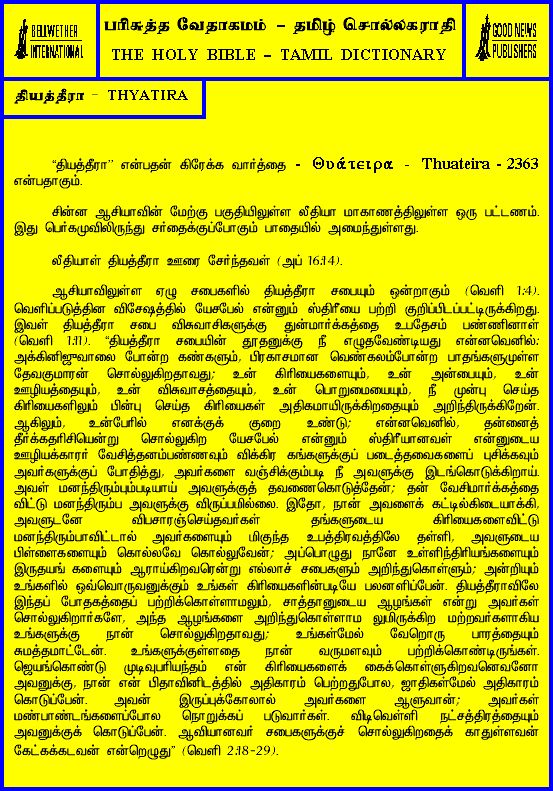 BELLWETHER
INTERNATIONAL
பரிசுத்த வேதாகமம் – தமிழ் சொல்லகராதி
THE HOLY BIBLE – TAMIL DICTIONARY
GOOD NEWS
PUBLISHERS
தியத்தீரா - THYATIRA
“தியத்தீரா” என்பதன் கிரேக்க வார்த்தை - Θυάτειρα - Thuateira - 2363
என்பதாகும்.
சின்ன ஆசியாவின் மேற்கு பகுதியிலுள்ள லீதியா மாகாணத்திலுள்ள ஒரு பட்டணம்.
இது பெர்கமுவிலிருந்து சர்தைக்குப்போகும் பாதையில் அமைந்துள்ளது.
லீதியாள் தியத்தீரா ஊரை சேர்ந்தவள் (அப் 16:14).
ஆசியாவிலுள்ள ஏழு சபைகளில் தியத்தீரா சபையும் ஒன்றாகும் (வெளி 1:4).
வெளிப்படுத்தின விசேஷத்தில் யேசபேல் என்னும் ஸ்திரீயை பற்றி குறிப்பிடப்பட்டிருக்கிறது.
இவள் தியத்தீரா சபை விசுவாசிகளுக்கு துன்மார்க்கத்தை உபதேசம் பண்ணினாள்
(வெளி 1:11). “தியத்தீரா சபையின் தூதனுக்கு நீ எழுதவேண்டியது என்னவெனில்;
அக்கினிஜுவாலை போன்ற கண்களும், பிரகாசமான வெண்கலம்போன்ற பாதங்களுமுள்ள
தேவகுமாரன் சொல்லுகிறதாவது; உன் கிரியைகளையும், உன் அன்பையும், உன்
ஊழியத்தையும், உன் விசுவாசத்தையும், உன் பொறுமையையும், நீ முன்பு செய்த
கிரியைகளிலும் பின்பு செய்த கிரியைகள் அதிகமாயிருக்கிறதையும் அறிந்திருக்கிறேன்.
ஆகிலும், உன்பேரில் எனக்குக் குறை உண்டு; என்னவெனில், தன்னைத்
தீர்க்கதரிசியென்று சொல்லுகிற யேசபேல் என்னும் ஸ்திரீயானவள் என்னுடைய
ஊழியக்காரர் வேசித்தனம்பண்ணவும் விக்கிர கங்களுக்குப் படைத்தவைகளைப் புசிக்கவும்
அவர்களுக்குப் போதித்து, அவர்களை வஞ்சிக்கும்படி நீ அவளுக்கு இடங்கொடுக்கிறாய்.
அவள் மனந்திரும்பும்படியாய் அவளுக்குத் தவணைகொடுத்தேன்; தன் வேசிமார்க்கத்தை
விட்டு மனந்திரும்ப அவளுக்கு விருப்பமில்லை. இதோ, நான் அவளைக் கட்டில்கிடையாக்கி,
அவளுடனே விபசாரஞ்செய்தவர்கள் தங்களுடைய கிரியைகளைவிட்டு
மனந்திரும்பாவிட்டால் அவர்களையும் மிகுந்த உபத்திரவத்திலே தள்ளி, அவளுடைய
பிள்ளைகளையும் கொல்லவே கொல்லுவேன்; அப்பொழுது நானே உள்ளிந்திரியங்களையும்
இருதயங் களையும் ஆராய்கிறவரென்று எல்லாச் சபைகளும் அறிந்துகொள்ளும்; அன்றியும்
உங்களில் ஒவ்வொருவனுக்கும் உங்கள் கிரியைகளின்படியே பலனளிப்பேன். தியத்தீராவிலே
இந்தப் போதகத்தைப் பற்றிக்கொள்ளாமலும், சாத்தானுடைய ஆழங்கள் என்று அவர்கள்
சொல்லுகிறார்களே, அந்த ஆழங்களை அறிந்துகொள்ளாம லுமிருக்கிற மற்றவர்களாகிய
உங்களுக்கு நான் சொல்லுகிறதாவது; உங்கள்மேல் வேறொரு பாரத்தையும்
சுமத்தமாட்டேன். உங்களுக்குள்ளதை நான் வருமளவும் பற்றிக்கொண்டிருங்கள்.
ஜெயங்கொண்டு முடிவுபரியந்தம் என் கிரியைகளைக் கைக்கொள்ளுகிறவனெவனோ
அவனுக்கு, நான் என் பிதாவினிடத்தில் அதிகாரம் பெற்றதுபோல, ஜாதிகள்மேல் அதிகாரம்
கொடுப்பேன். அவன் இருப்புக்கோலால் அவர்களை ஆளுவான்; அவர்கள்
மண்பாண்டங்களைப்போல நொறுக்கப் படுவார்கள். விடிவெள்ளி நட்சத்திரத்தையும்
அவனுக்குக் கொடுப்பேன். ஆவியானவர் சபைகளுக்குச் சொல்லுகிறதைக் காதுள்ளவன்
கேட்கக்கடவன் என்றெழுது” (வெளி 2:18-29).